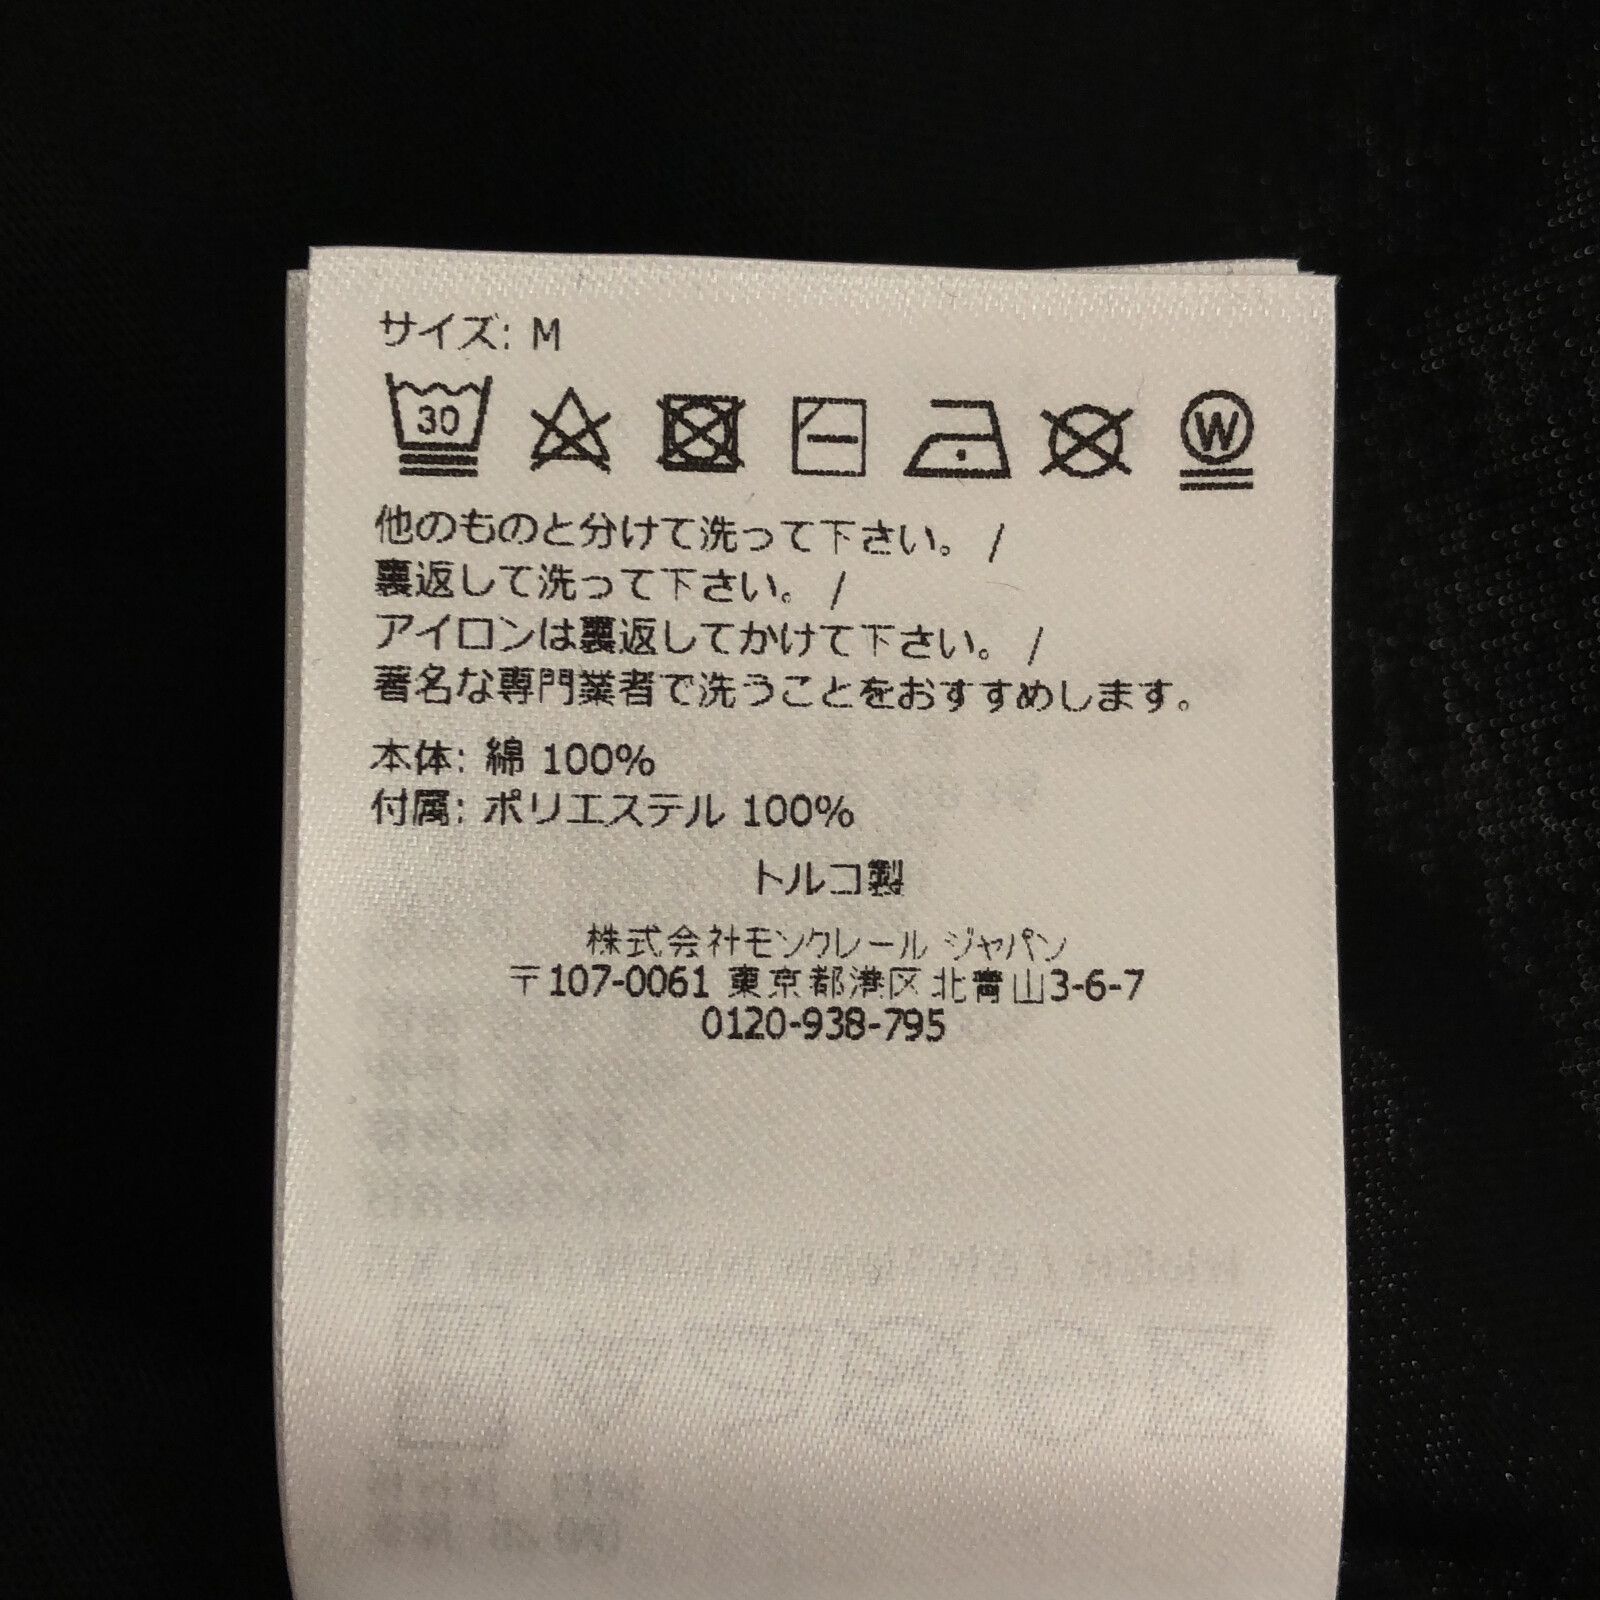 サイズ: M
30
W
他のものと分けて洗って下さい。 /
裏返して洗って下さい。 /
アイロンは裏返してかけて下さい。 /
著名な専門業者で洗うことをおすすめします。
本体: 綿 100%
付属: ポリエステル 100%
トルコ製
株式会社モンクレール ジャパン
〒107-0061 東京都港区北青山3-6-7
0120-938-795